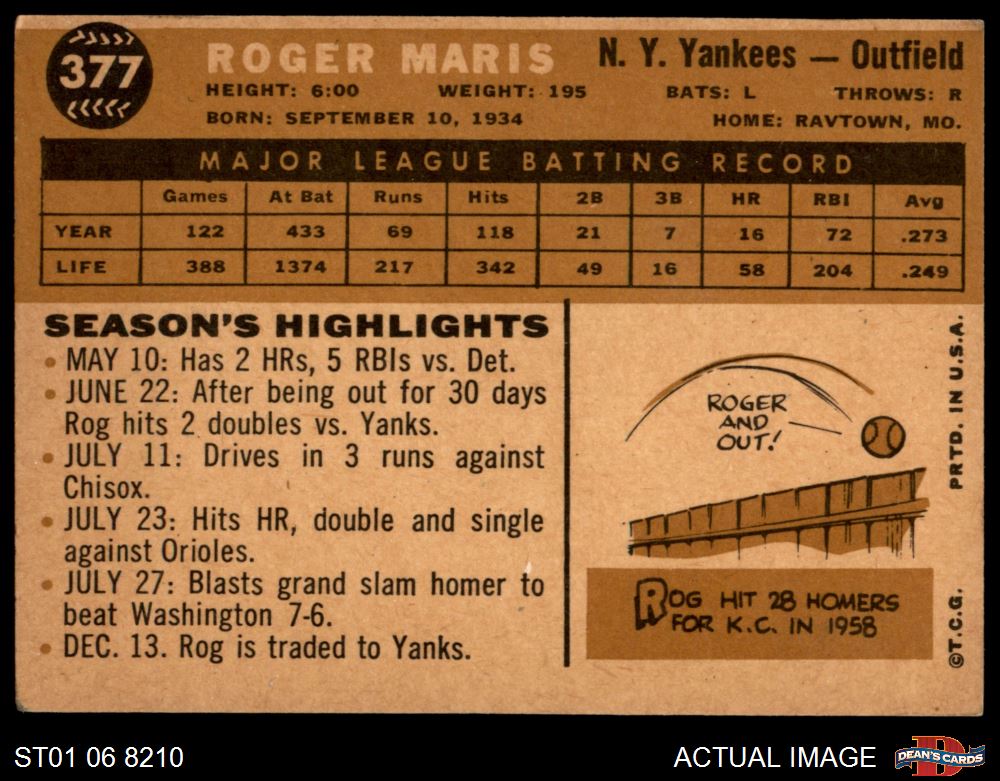 377
ROGER MARIS
N. Y. Yankees — Outfield
HEIGHT: 6:00 WEIGHT: 195 BATS: L THROWS: R
BORN: SEPTEMBER 10, 1934 HOME: RAVTOWN, MO.
MAJOR LEAGUE BATTING RECORD
Games At Bat Runs Hits 2B 3B HR RBI Avg
YEAR 122 433 69 118 21 7 16 72 .273
LIFE 388 1374 217 342 49 16 58 204 .249
SEASON'S HIGHLIGHTS
• MAY 10: Has 2 HRs, 5 RBIs vs. Det.
• JUNE 22: After being out for 30 days
Rog hits 2 doubles vs. Yanks.
• JULY 11: Drives in 3 runs against
Chisox.
• JULY 23: Hits HR, double and single
against Orioles.
• JULY 27: Blasts grand slam homer to
beat Washington 7-6.
• DEC. 13. Rog is traded to Yanks.
ROGER
AND
OUT!
ROG HIT 28 HOMERS
FOR K.C. IN 1958
©T.C.G. PRTD. IN U.S.A.
ST01 06 8210
ACTUAL IMAGE
D
DEAN'S CARDS